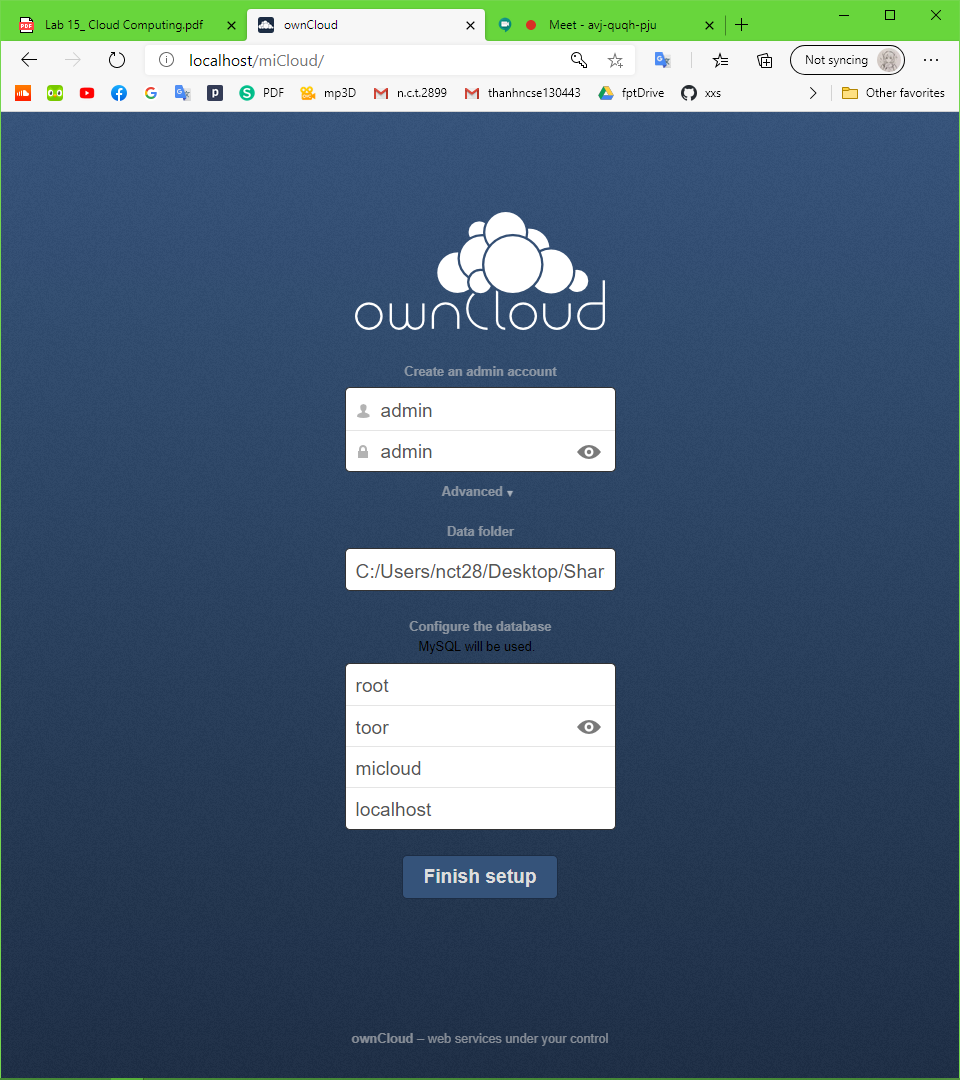 Lab 15_ Cloud Computing.pdf
ownCloud
Meet - avj-quqh-pju
localhost/miCloud/
Not syncing
PDF
mp3D
n.c.t.2899
thanhncse130443
fptDrive
xxs
Other favorites
ownCloud
Create an admin account
admin
admin
Advanced ▾
Data folder
C:/Users/nct28/Desktop/Shar
Configure the database
MySQL will be used.
root
toor
micloud
localhost
Finish setup
ownCloud – web services under your control